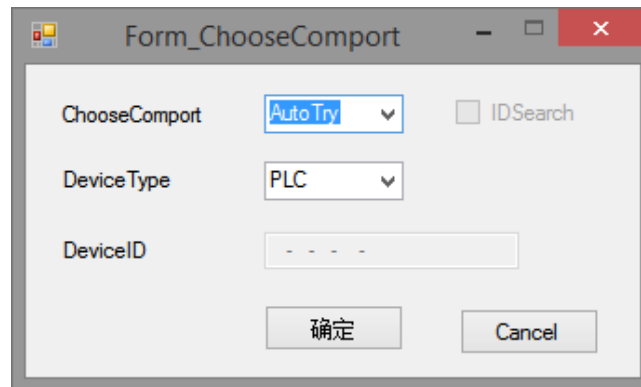 Form_ChooseComport
ChooseComport AutoTry IDSearch
DeviceType PLC
DeviceID - - - -
确定 Cancel